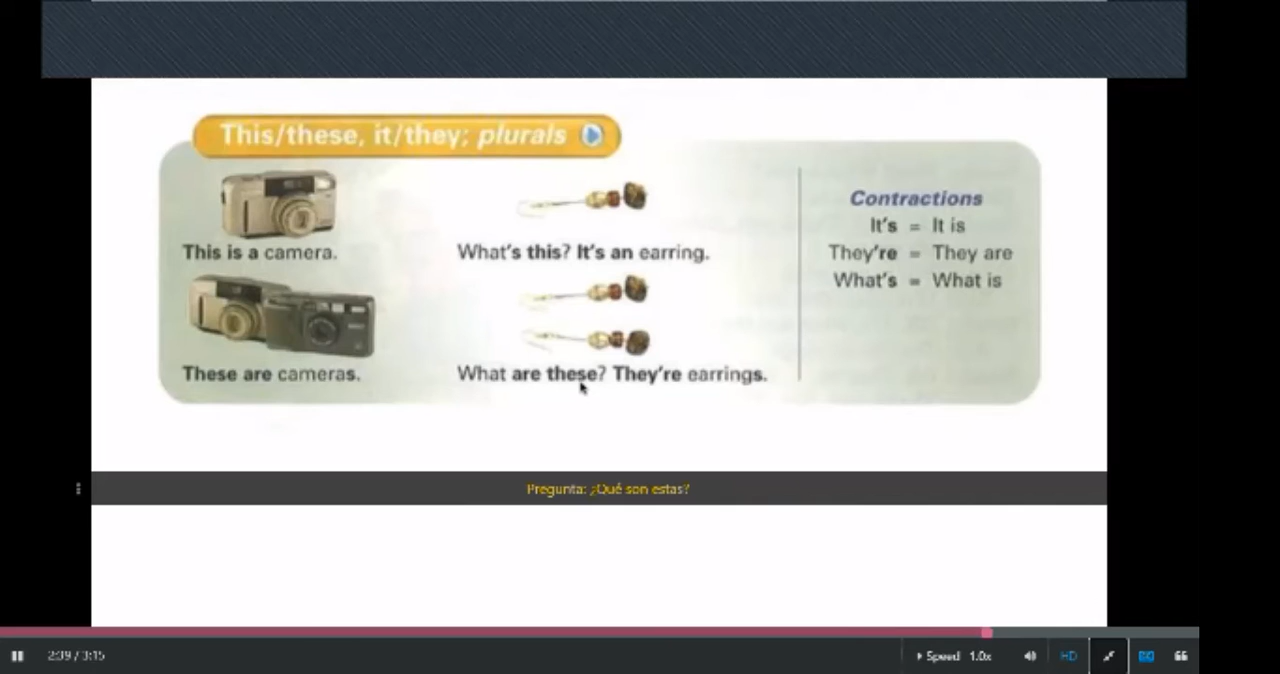 This/these, it/they; plurals
This is a camera.
What's this? It's an earring.
These are cameras.
What are these? They're earrings.
Contractions
It's = It is
They're = They are
What's = What is
Pregunta: ¿Qué son estas?
2:39 / 3:15
Speed 1.0x
HD